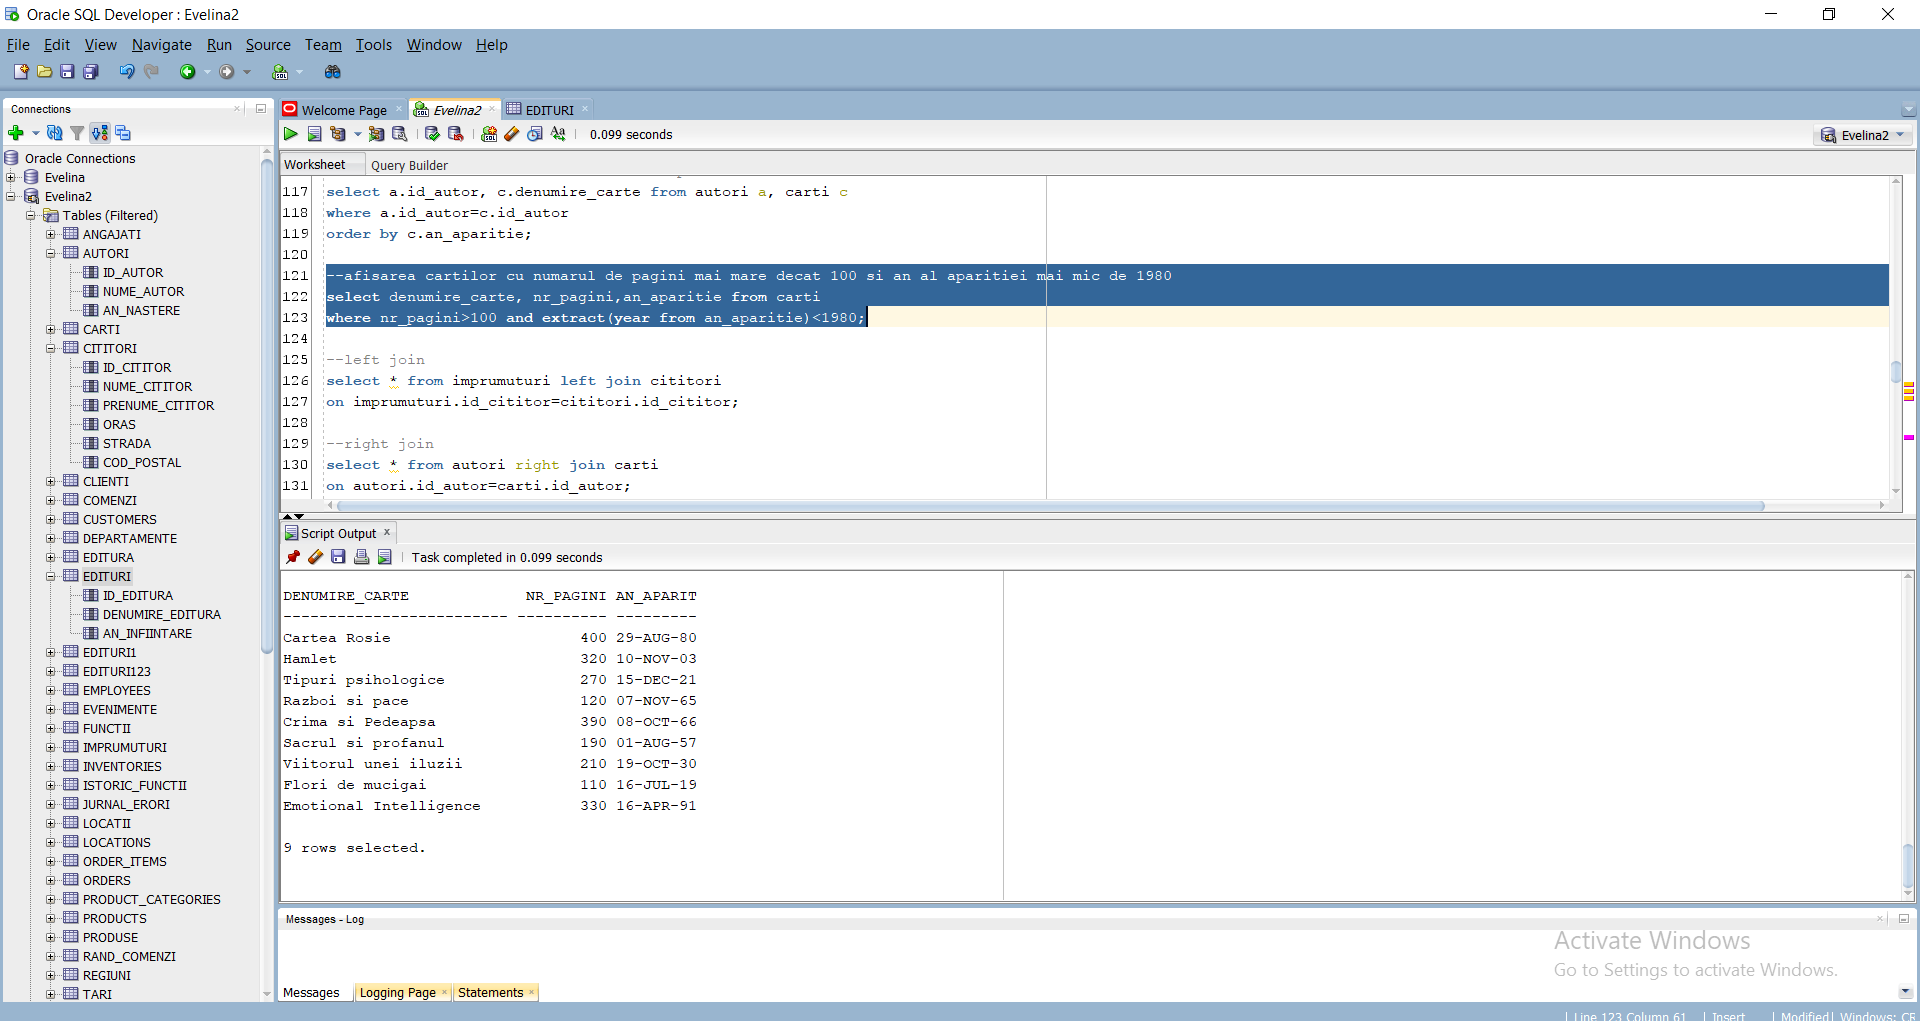 Oracle SQL Developer : Evelina2
File Edit View Navigate Run Source Team Tools Window Help
Connections
Oracle Connections
Evelina
Evelina2
Tables (Filtered)
ANGAJATI
AUTORI
ID_AUTOR
NUME_AUTOR
AN_NASTERE
CARTI
CITITORI
ID_CITITOR
NUME_CITITOR
PRENUME_CITITOR
ORAS
STRADA
COD_POSTAL
CLIENTI
COMENZI
CUSTOMERS
DEPARTAMENTE
EDITURA
EDITURI
ID_EDITURA
DENUMIRE_EDITURA
AN_INFIINTARE
EDITURI1
EDITURI123
EMPLOYEES
EVENIMENTE
FUNCTII
IMPRUMUTURI
INVENTORIES
ISTORIC_FUNCTII
JURNAL_ERORI
LOCATII
LOCATIONS
ORDER_ITEMS
ORDERS
PRODUCT_CATEGORIES
PRODUCTS
PRODUSE
RAND_COMENZI
REGIUNI
TARI
Welcome Page Evelina2 EDITURI
0.099 seconds Evelina2
Worksheet Query Builder
117 select a.id_autor, c.denumire_carte from autori a, carti c
118 where a.id_autor=c.id_autor
119 order by c.an_aparitie;
120
121 --afisarea cartilor cu numarul de pagini mai mare decat 100 si an al aparitiei mai mic de 1980
122 select denumire_carte, nr_pagini,an_aparitie from carti
123 where nr_pagini>100 and extract(year from an_aparitie)<1980;
124
125 --left join
126 select * from imprumuturi left join cititori
127 on imprumuturi.id_cititor=cititori.id_cititor;
128
129 --right join
130 select * from autori right join carti
131 on autori.id_autor=carti.id_autor;
Script Output
Task completed in 0.099 seconds
DENUMIRE_CARTE NR_PAGINI AN_APARIT
------------------------- ---------- ---------
Cartea Rosie 400 29-AUG-80
Hamlet 320 10-NOV-03
Tipuri psihologice 270 15-DEC-21
Razboi si pace 120 07-NOV-65
Crima si Pedeapsa 390 08-OCT-66
Sacrul si profanul 190 01-AUG-57
Viitorul unei iluzii 210 19-OCT-30
Flori de mucigai 110 16-JUL-19
Emotional Intelligence 330 16-APR-91
9 rows selected.
Messages - Log
Activate Windows
Go to Settings to activate Windows.
Messages Logging Page Statements
Line 123 Column 61 Insert Modified Windows: CR